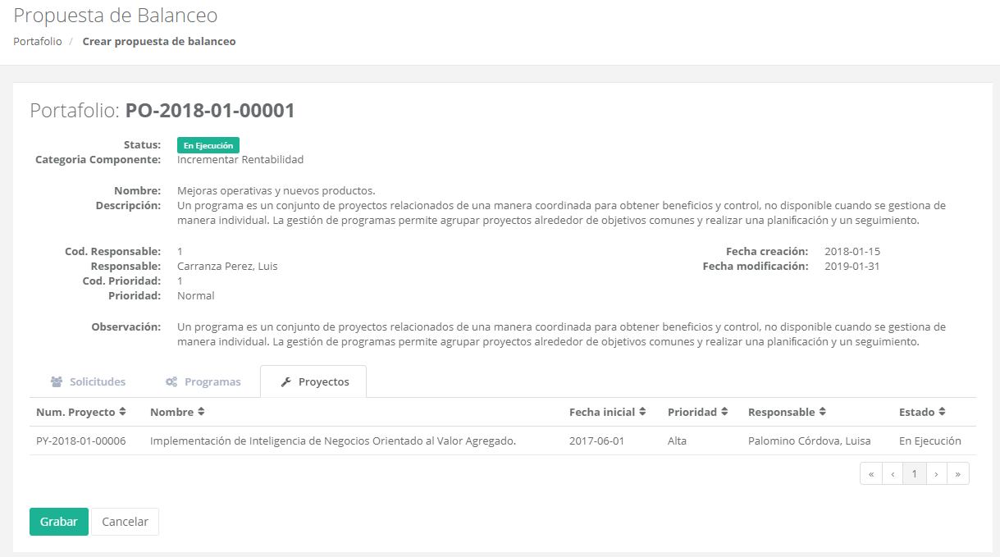 Propuesta de Balanceo
Portafolio / Crear propuesta de balanceo
Portafolio: PO-2018-01-00001
Status: En Ejecución
Categoria Componente: Incrementar Rentabilidad
Nombre: Mejoras operativas y nuevos productos.
Descripción: Un programa es un conjunto de proyectos relacionados de una manera coordinada para obtener beneficios y control, no disponible cuando se gestiona de
manera individual. La gestión de programas permite agrupar proyectos alrededor de objetivos comunes y realizar una planificación y un seguimiento.
Cod. Responsable: 1 Fecha creación: 2018-01-15
Responsable: Carranza Perez, Luis Fecha modificación: 2019-01-31
Cod. Prioridad: 1
Prioridad: Normal
Observación: Un programa es un conjunto de proyectos relacionados de una manera coordinada para obtener beneficios y control, no disponible cuando se gestiona de
manera individual. La gestión de programas permite agrupar proyectos alrededor de objetivos comunes y realizar una planificación y un seguimiento.
Solicitudes Programas Proyectos
Num. Proyecto Nombre Fecha inicial Prioridad Responsable Estado
PY-2018-01-00006 Implementación de Inteligencia de Negocios Orientado al Valor Agregado. 2017-06-01 Alta Palomino Córdova, Luisa En Ejecución
« ‹ 1 › »
Grabar Cancelar